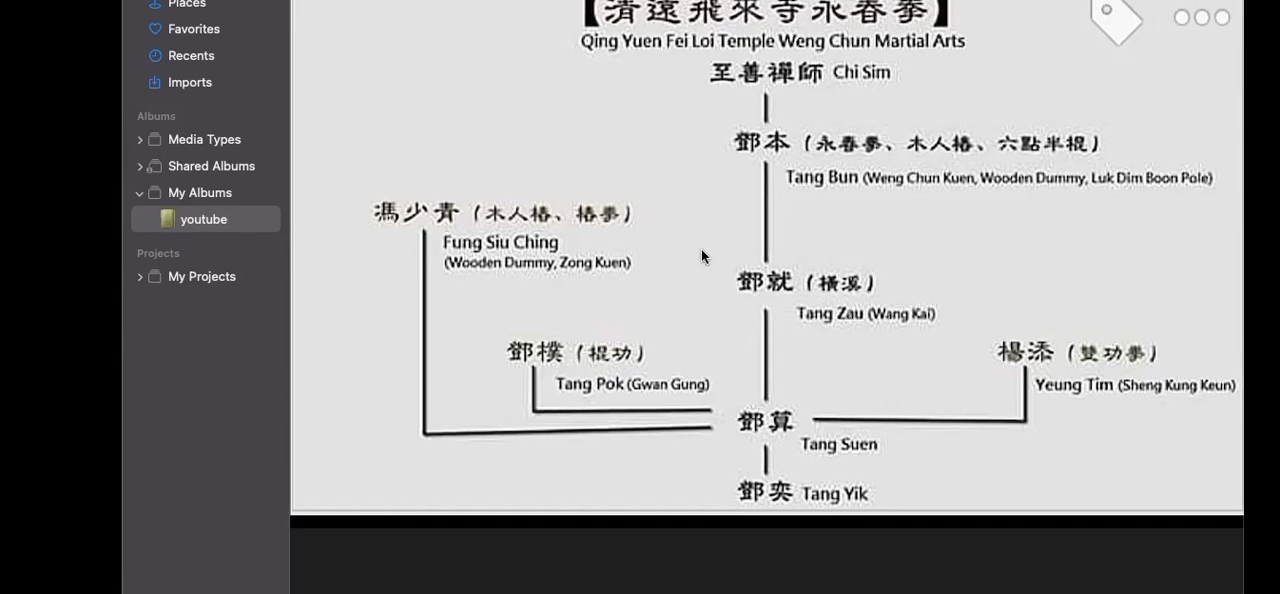 Places
Favorites
Recents
Imports
Albums
Media Types
Shared Albums
My Albums
youtube
Projects
My Projects
【清遠飛來寺永春拳】
Qing Yuen Fei Loi Temple Weng Chun Martial Arts
至善禪師 Chi Sim
鄧本（永春拳、木人樁、六點半棍）
Tang Bun (Weng Chun Kuen, Wooden Dummy, Luk Dim Boon Pole)
馮少青（木人樁、樁拳）
Fung Siu Ching
(Wooden Dummy, Zong Kuen)
鄧就（橫溪）
Tang Zau (Wang Kai)
鄧樸（棍功）
Tang Pok (Gwan Gung)
楊添（雙功拳）
Yeung Tim (Sheng Kung Keun)
鄧算
Tang Suen
鄧奕 Tang Yik